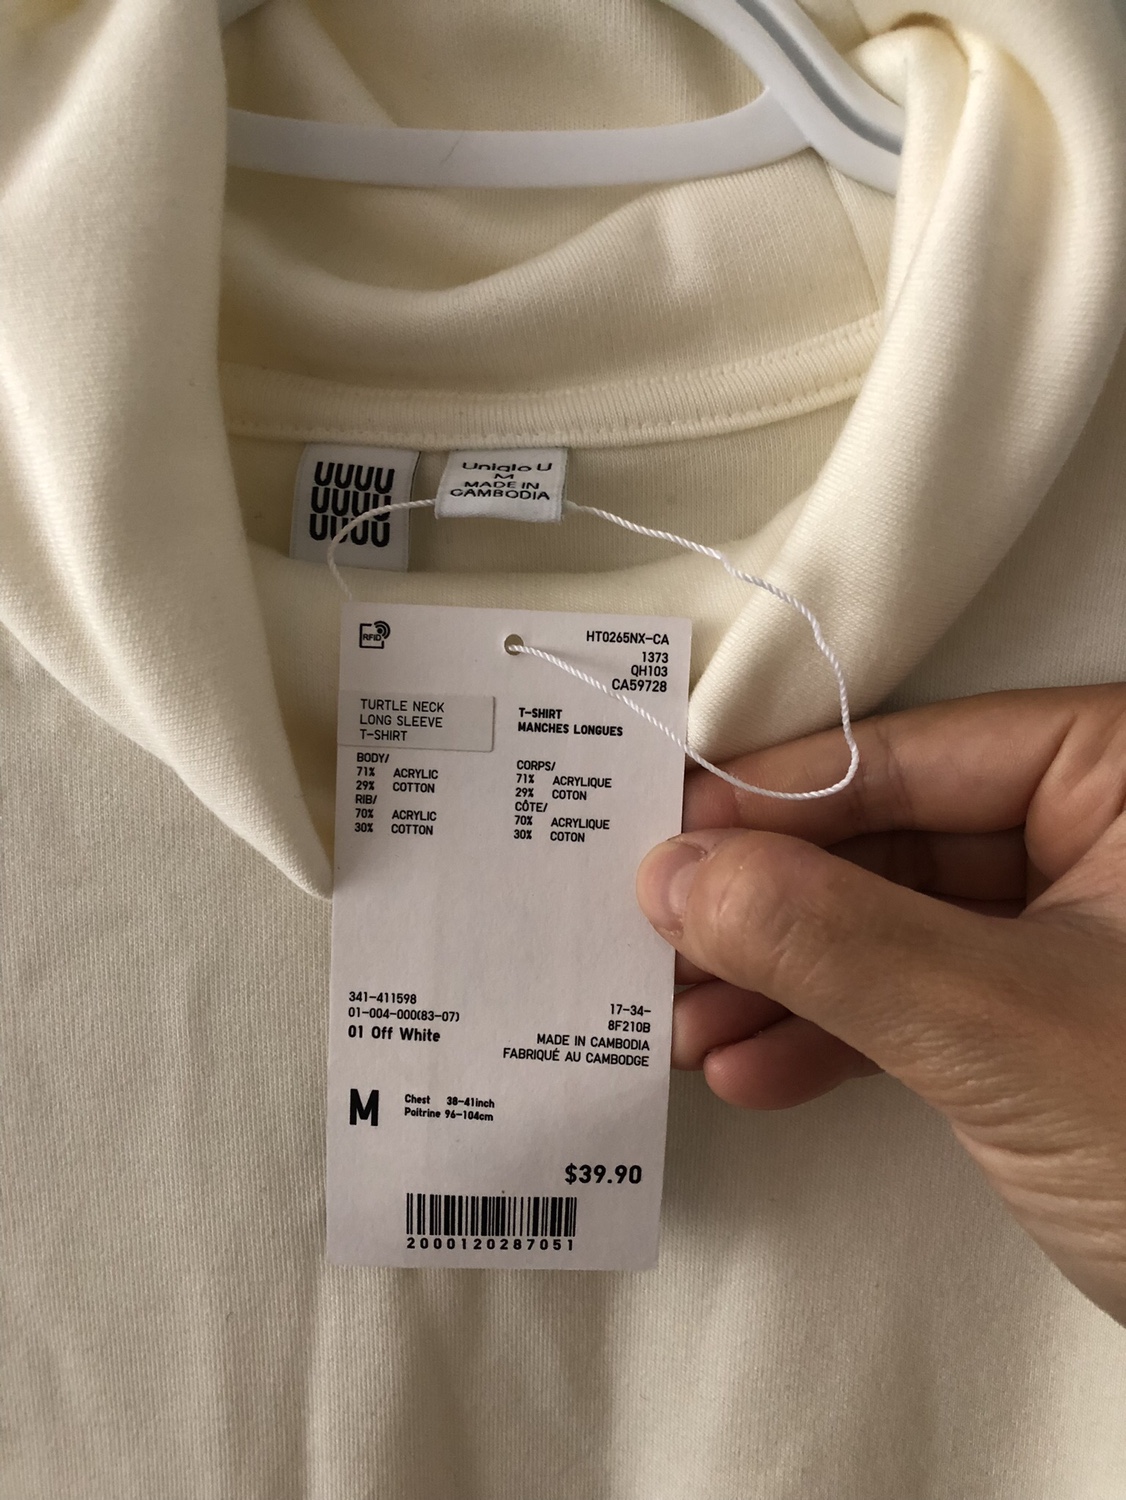 UUUU
UUUU
UUUU
Uniqlo U
M
MADE IN
CAMBODIA
RFID
HT0265NX-CA
1373
QH103
CA59728
TURTLE NECK
LONG SLEEVE
T-SHIRT
T-SHIRT
MANCHES LONGUES
BODY/
71% ACRYLIC
29% COTTON
RIB/
70% ACRYLIC
30% COTTON
CORPS/
71% ACRYLIQUE
29% COTON
CÔTE/
70% ACRYLIQUE
30% COTON
341-411598
01-004-000(83-07)
01 Off White
17-34-
8F210B
MADE IN CAMBODIA
FABRIQUÉ AU CAMBODGE
M
Chest 38-41inch
Poitrine 96-104cm
$39.90
2000120287051